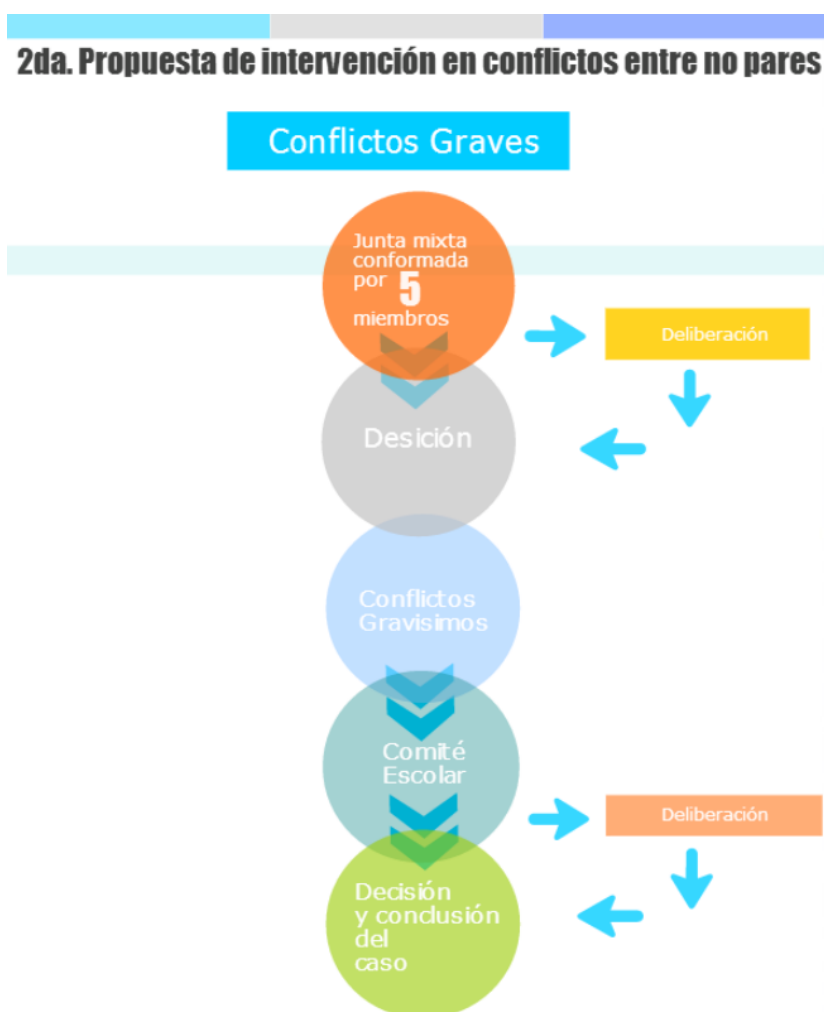 2da. Propuesta de intervención en conflictos entre no pares
Conflictos Graves
Junta mixta
conformada
por 5
miembros
Deliberación
Desición
Conflictos
Gravisimos
Comité
Escolar
Deliberación
Decisión
y conclusión
del
caso